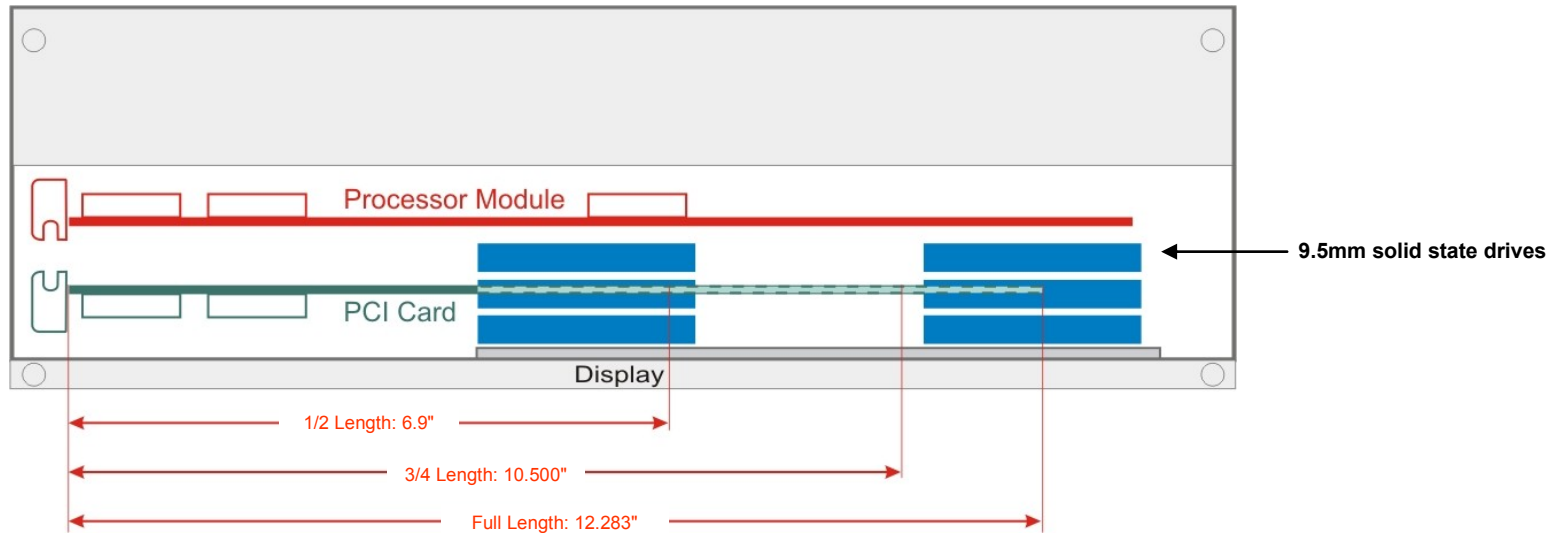 Processor Module
9.5mm solid state drives
PCI Card
Display
1/2 Length: 6.9"
3/4 Length: 10.500"
Full Length: 12.283"